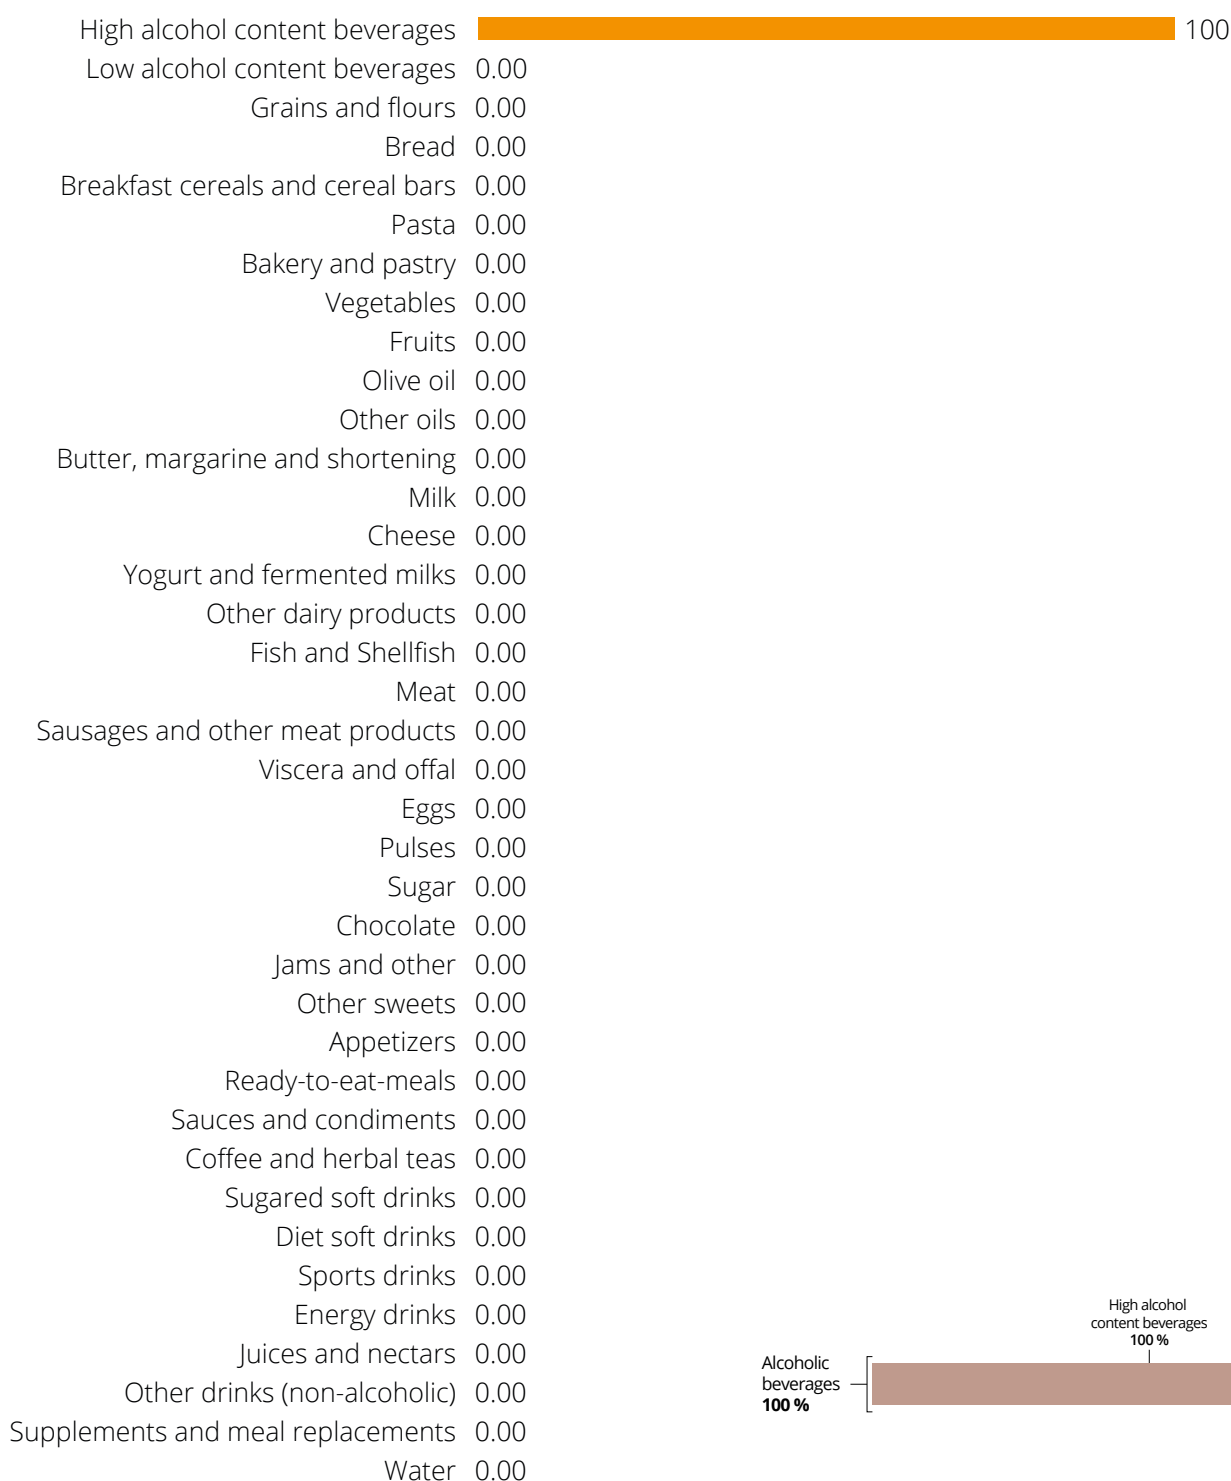 High alcohol content beverages 100
Low alcohol content beverages 0.00
Grains and flours 0.00
Bread 0.00
Breakfast cereals and cereal bars 0.00
Pasta 0.00
Bakery and pastry 0.00
Vegetables 0.00
Fruits 0.00
Olive oil 0.00
Other oils 0.00
Butter, margarine and shortening 0.00
Milk 0.00
Cheese 0.00
Yogurt and fermented milks 0.00
Other dairy products 0.00
Fish and Shellfish 0.00
Meat 0.00
Sausages and other meat products 0.00
Viscera and offal 0.00
Eggs 0.00
Pulses 0.00
Sugar 0.00
Chocolate 0.00
Jams and other 0.00
Other sweets 0.00
Appetizers 0.00
Ready-to-eat-meals 0.00
Sauces and condiments 0.00
Coffee and herbal teas 0.00
Sugared soft drinks 0.00
Diet soft drinks 0.00
Sports drinks 0.00
Energy drinks 0.00
Juices and nectars 0.00
Other drinks (non-alcoholic) 0.00
Supplements and meal replacements 0.00
Water 0.00
High alcohol
content beverages
100 %
Alcoholic
beverages
100 %